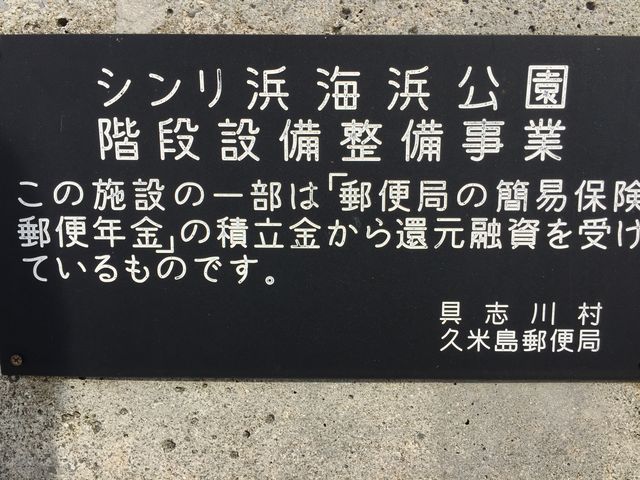 シンリ浜海浜公園
階段設備整備事業
この施設の一部は「郵便局の簡易保険
郵便年金」の積立金から還元融資を受け
ているものです。
具志川村
久米島郵便局